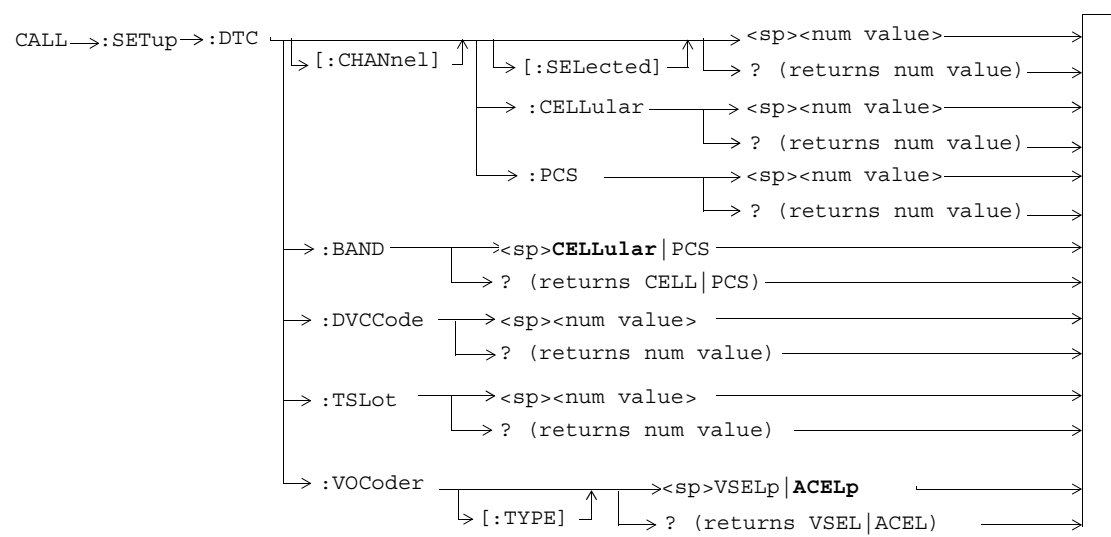 CALL:SETup:DTC <sp><num value>
[:CHANnel] [:SELected] ? (returns num value)
:CELLular <sp><num value>
? (returns num value)
:PCS <sp><num value>
? (returns num value)
:BAND <sp>CELLular|PCS
? (returns CELL|PCS)
:DVCCode <sp><num value>
? (returns num value)
:TSLot <sp><num value>
? (returns num value)
:VOCoder <sp>VSELp|ACELp
[:TYPE] ? (returns VSEL|ACEL)